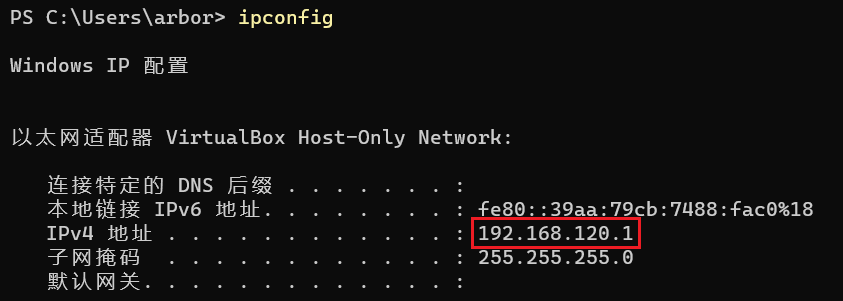 PS C:\Users\arbor> ipconfig
Windows IP 配置
以太网适配器 VirtualBox Host-Only Network:
连接特定的 DNS 后缀 . . . . . . . :
本地链接 IPv6 地址. . . . . . . . : fe80::39aa:79cb:7488:fac0%18
IPv4 地址 . . . . . . . . . . . . : 192.168.120.1
子网掩码  . . . . . . . . . . . . : 255.255.255.0
默认网关. . . . . . . . . . . . . :